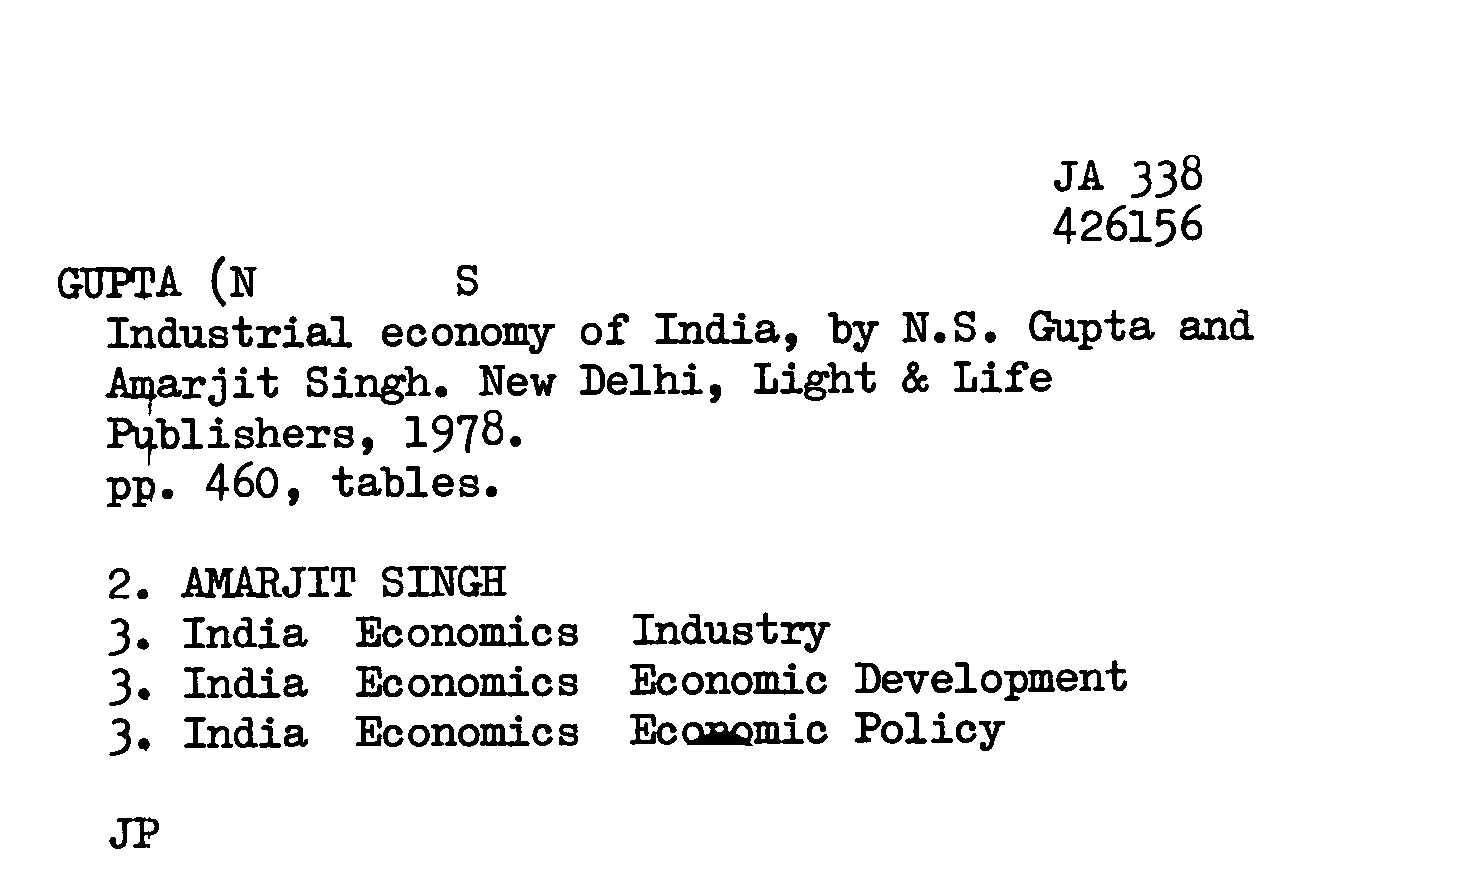 JA 338
426156
GUPTA (N S
Industrial economy of India, by N.S. Gupta and
Amarjit Singh. New Delhi, Light & Life
Publishers, 1978.
pp. 460, tables.
2. AMARJIT SINGH
3. India Economics Industry
3. India Economics Economic Development
3. India Economics Economic Policy
JP